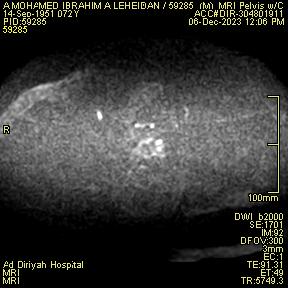 A MOHAMED IBRAHIM A LEHEIDAN / 59285 (M) MRI Pelvis w/C
14-Sep-1951 072Y ACC#DIR-304801911
PID:59285 06-Dec-2023 12:06 PM
59285
R
100mm
DWI_b2000
SE:1701
IM:92
DFOV:300
3mm
EC:1
Ad Diriyah Hospital TE:91.31
MRI ET:49
MRI TR:5749.3